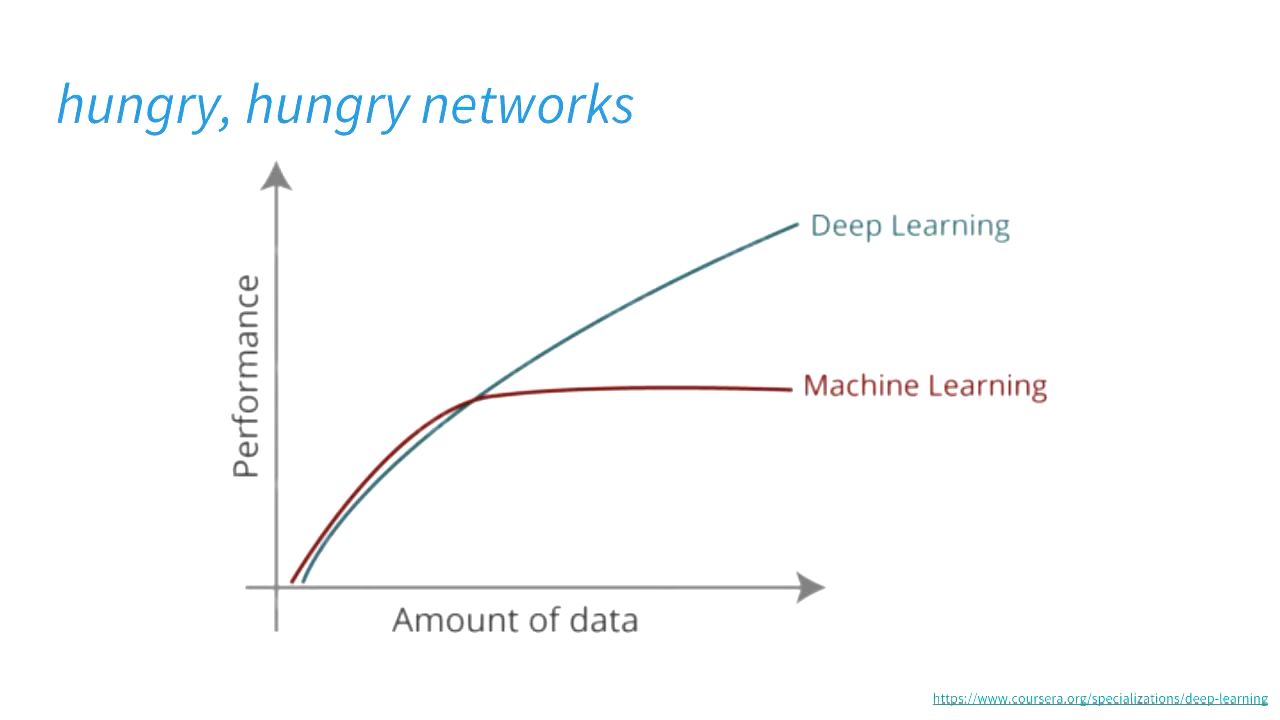 hungry, hungry networks
Deep Learning
Performance
Machine Learning
Amount of data
https://www.coursera.org/specializations/deep-learning